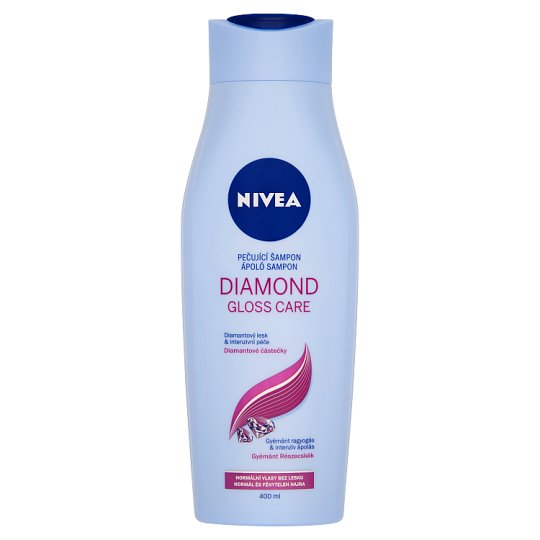 NIVEA
PEČUJÍCÍ ŠAMPON
ÁPOLÓ SAMPON
DIAMOND
GLOSS CARE
Diamantový lesk
& intenzivní péče
Diamantové částečky
Gyémánt ragyogás
& intenzív ápolás
Gyémánt Részecskék
NORMÁLNÍ VLASY BEZ LESKU
NORMÁL ÉS FÉNYTELEN HAJRA
400 ml